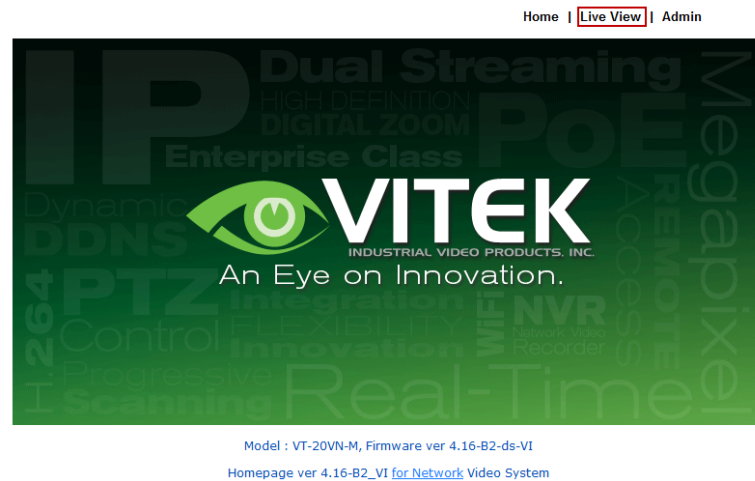 Home | Live View | Admin
IP
Dual Streaming
HIGH DEFINITION
DIGITAL ZOOM
PoE
Megapixel
Enterprise Class
Dynamic
DDNS
VITEK
INDUSTRIAL VIDEO PRODUCTS, INC.
An Eye on Innovation.
REMOTE
Access
H.264
PTZ
Control
Integration
FLEXIBILITY
Innovation
WiFi
NVR
Network Video
Recorder
Progressive
Scanning
Real-Time
Model : VT-20VN-M, Firmware ver 4.16-B2-ds-VI
Homepage ver 4.16-B2_VI for Network Video System